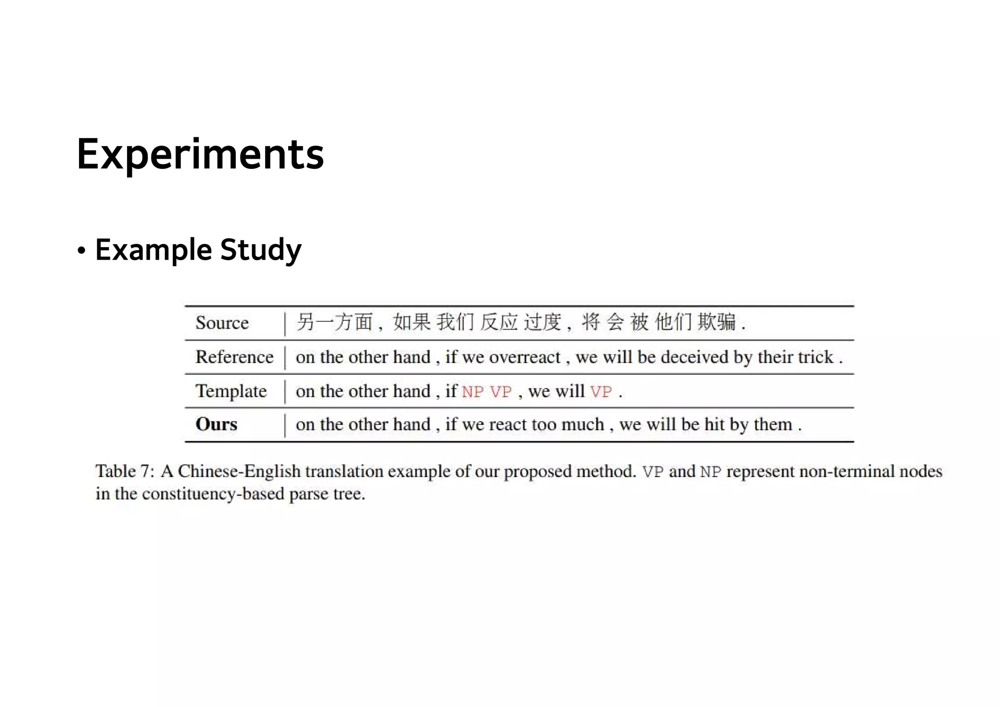 Experiments
• Example Study
Source | 另一方面 , 如果 我们 反应 过度 , 将 会 被 他们 欺骗 .
Reference | on the other hand , if we overreact , we will be deceived by their trick .
Template | on the other hand , if NP VP , we will VP .
Ours | on the other hand , if we react too much , we will be hit by them .
Table 7: A Chinese-English translation example of our proposed method. VP and NP represent non-terminal nodes
in the constituency-based parse tree.